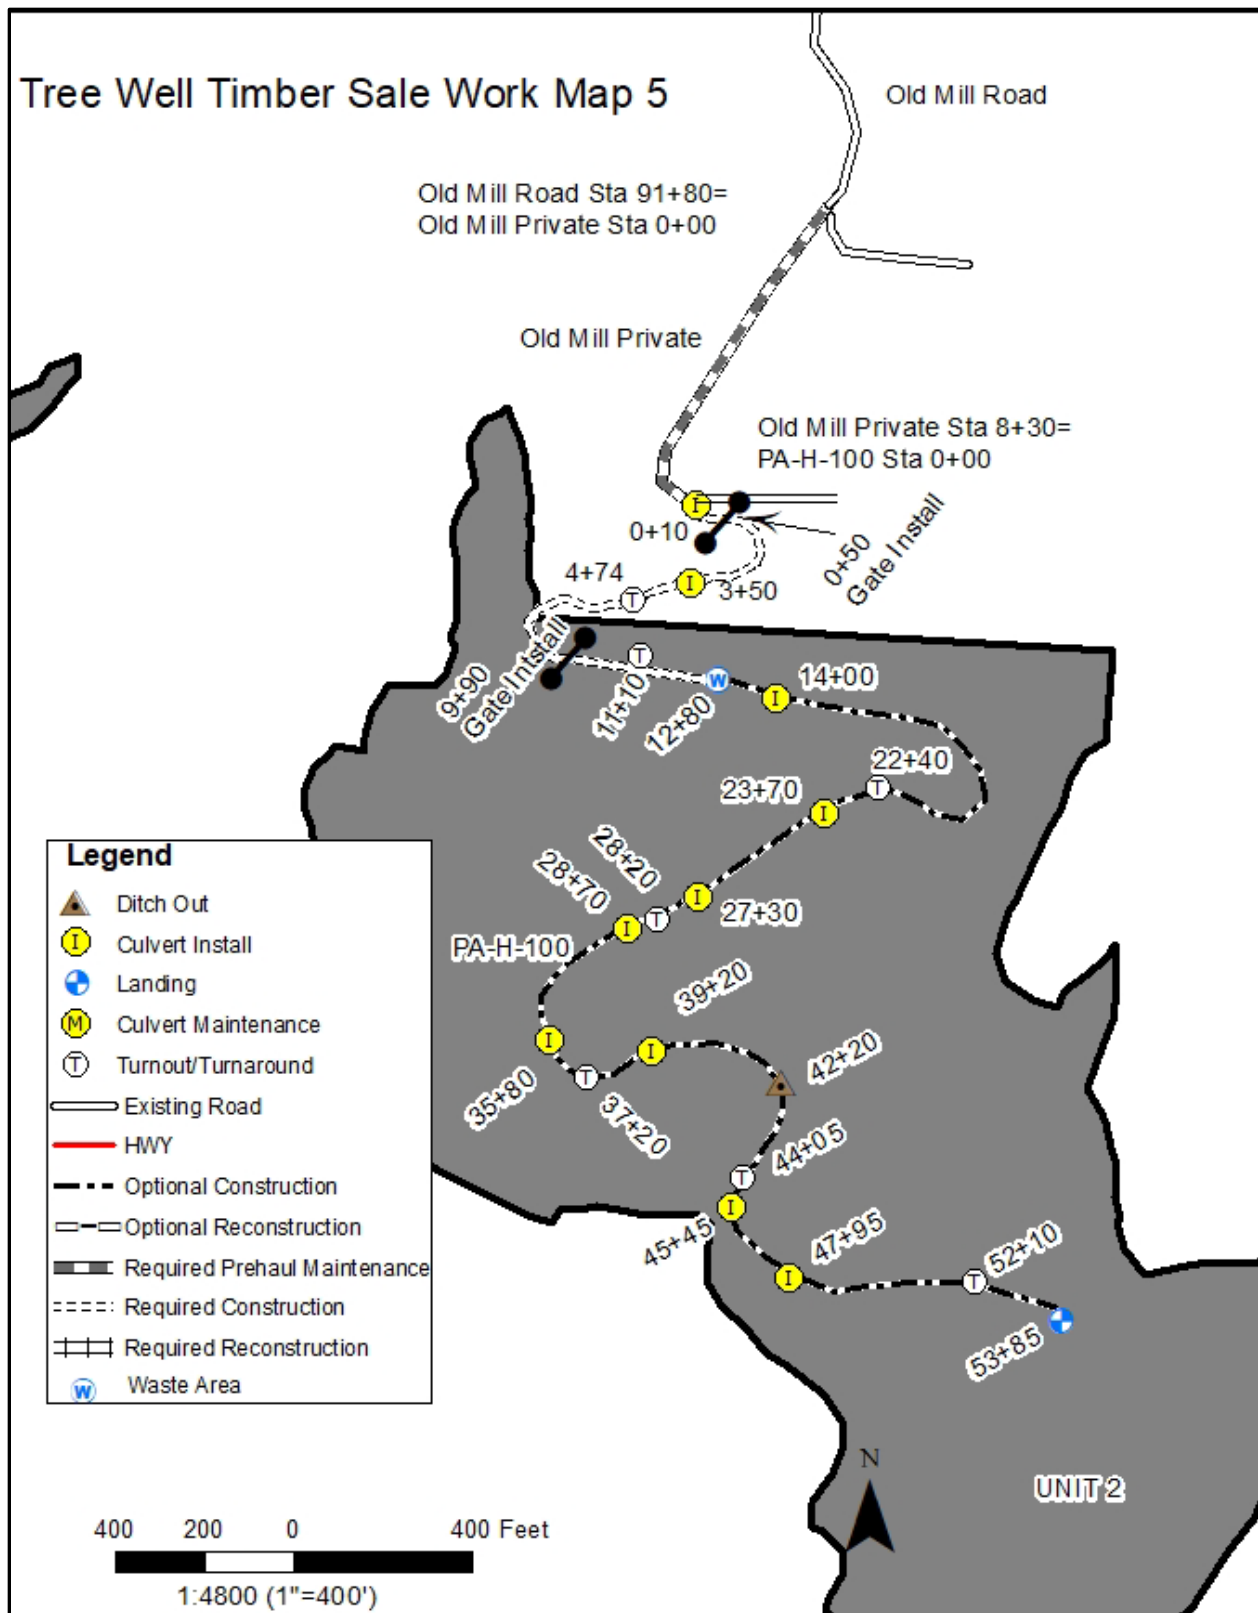 Tree Well Timber Sale Work Map 5
Old Mill Road
Old Mill Road Sta 91+80=
Old Mill Private Sta 0+00
Old Mill Private
Old Mill Private Sta 8+30=
PA-H-100 Sta 0+00
I
0+10
0+50
Gate Install
4+74
T
I
3+50
9+90
Gate Intstall
T
11+10
W
12+80
I
14+00
22+40
T
23+70
I
28+20
28+70
I
27+30
T
I
PA-H-100
39+20
I
I
35+80
T
37+20
42+20
44+05
T
I
45+45
47+95
I
52+10
T
53+85
Legend
Ditch Out
I Culvert Install
Landing
M Culvert Maintenance
T Turnout/Turnaround
Existing Road
HWY
Optional Construction
Optional Reconstruction
Required Prehaul Maintenance
Required Construction
Required Reconstruction
W Waste Area
N
UNIT 2
400 200 0 400 Feet
1:4800 (1"=400')